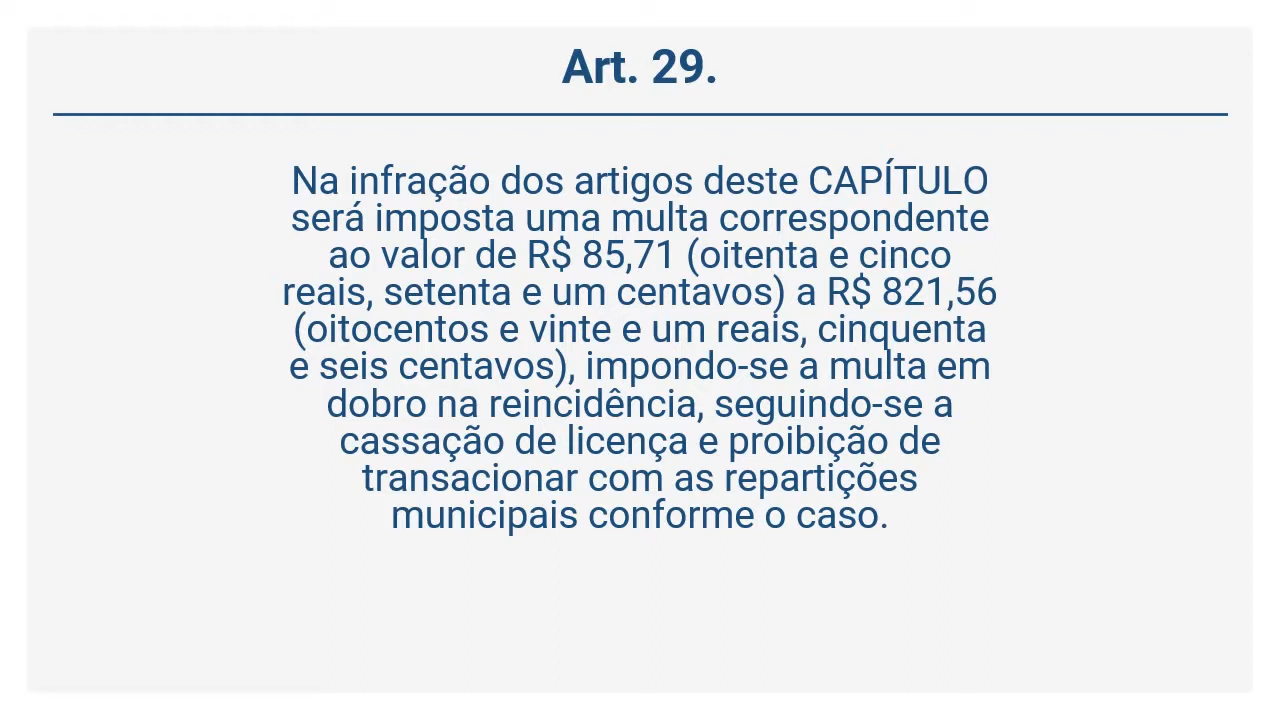 Art. 29.
Na infração dos artigos deste CAPÍTULO
será imposta uma multa correspondente
ao valor de R$ 85,71 (oitenta e cinco
reais, setenta e um centavos) a R$ 821,56
(oitocentos e vinte e um reais, cinquenta
e seis centavos), impondo-se a multa em
dobro na reincidência, seguindo-se a
cassação de licença e proibição de
transacionar com as repartições
municipais conforme o caso.